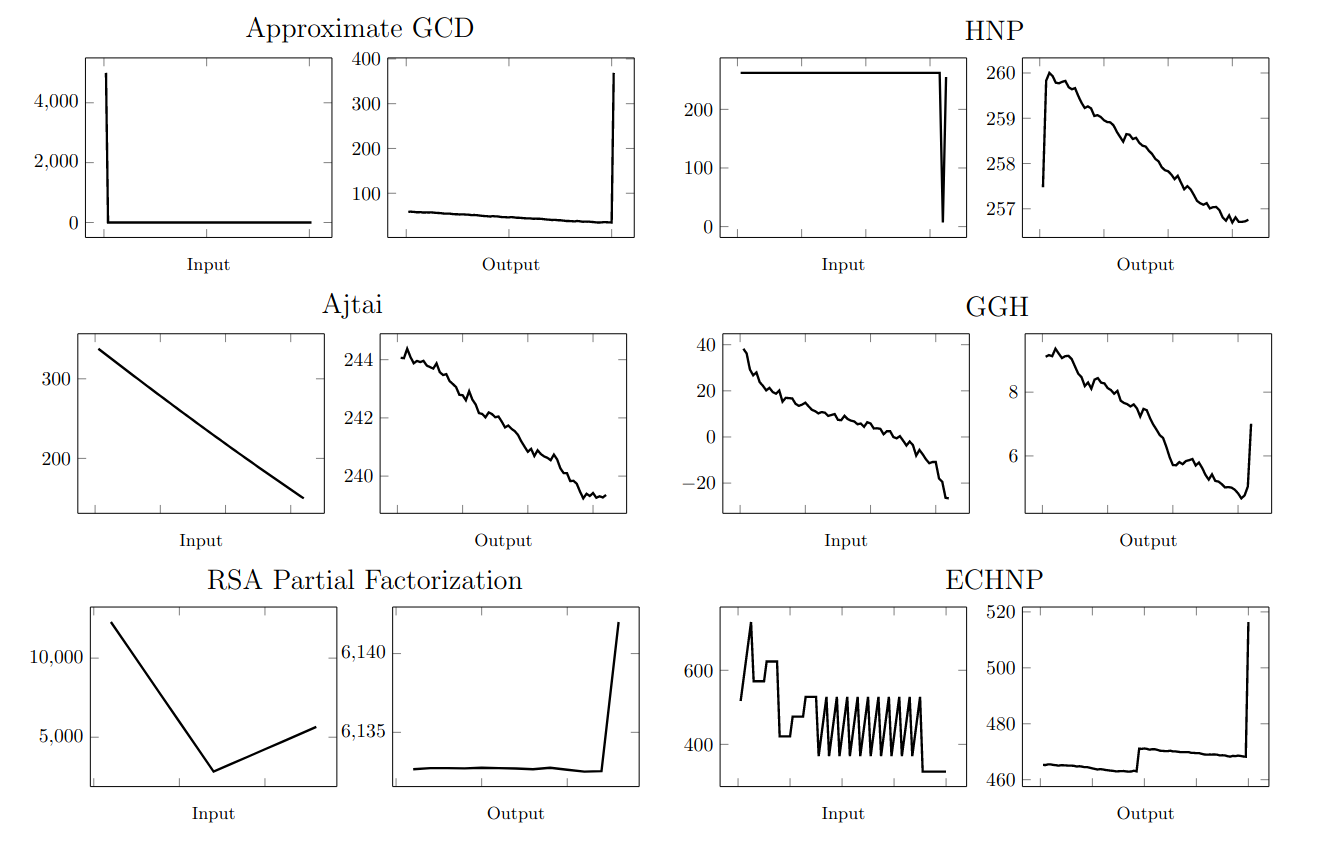 Approximate GCD
4,000
2,000
0
Input
400
300
200
100
Output
HNP
200
100
0
Input
260
259
258
257
Output
Ajtai
300
200
Input
244
242
240
Output
GGH
40
20
0
−20
Input
8
6
Output
RSA Partial Factorization
10,000
5,000
Input
6,140
6,135
Output
ECHNP
600
400
Input
520
500
480
460
Output